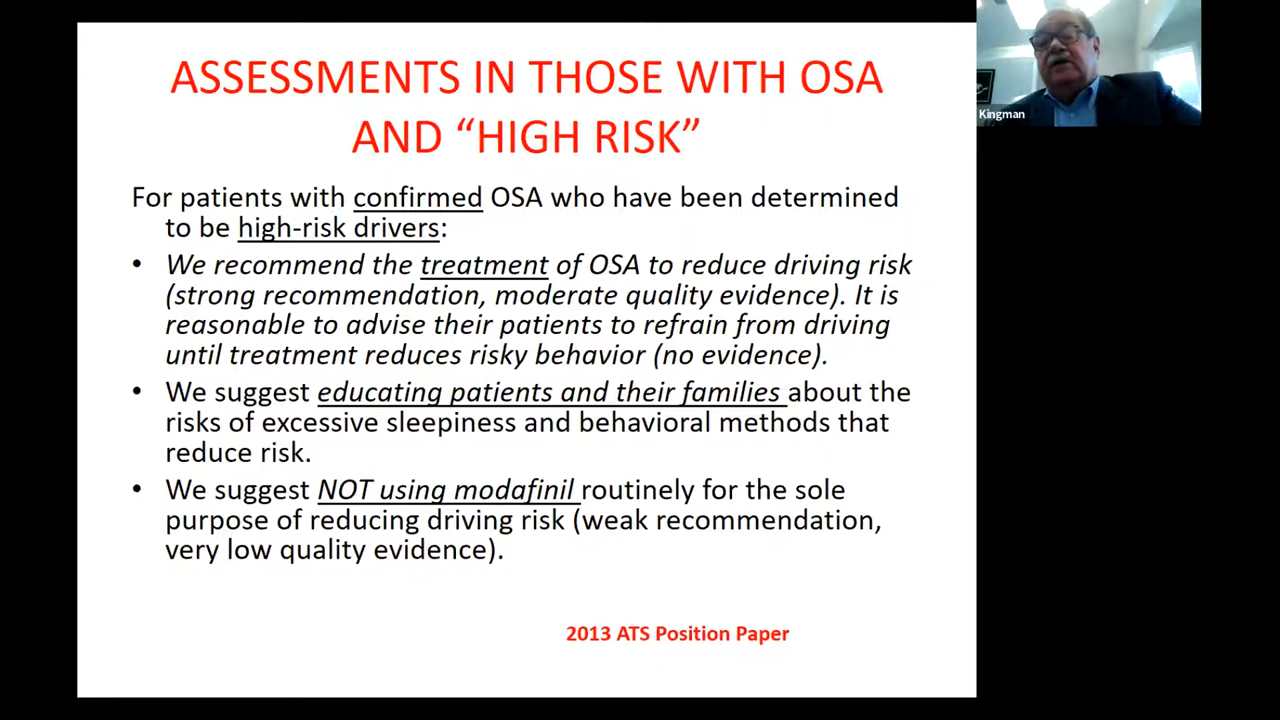 ASSESSMENTS IN THOSE WITH OSA
AND “HIGH RISK”
For patients with confirmed OSA who have been determined
to be high-risk drivers:
• We recommend the treatment of OSA to reduce driving risk
(strong recommendation, moderate quality evidence). It is
reasonable to advise their patients to refrain from driving
until treatment reduces risky behavior (no evidence).
• We suggest educating patients and their families about the
risks of excessive sleepiness and behavioral methods that
reduce risk.
• We suggest NOT using modafinil routinely for the sole
purpose of reducing driving risk (weak recommendation,
very low quality evidence).
2013 ATS Position Paper
Kingman